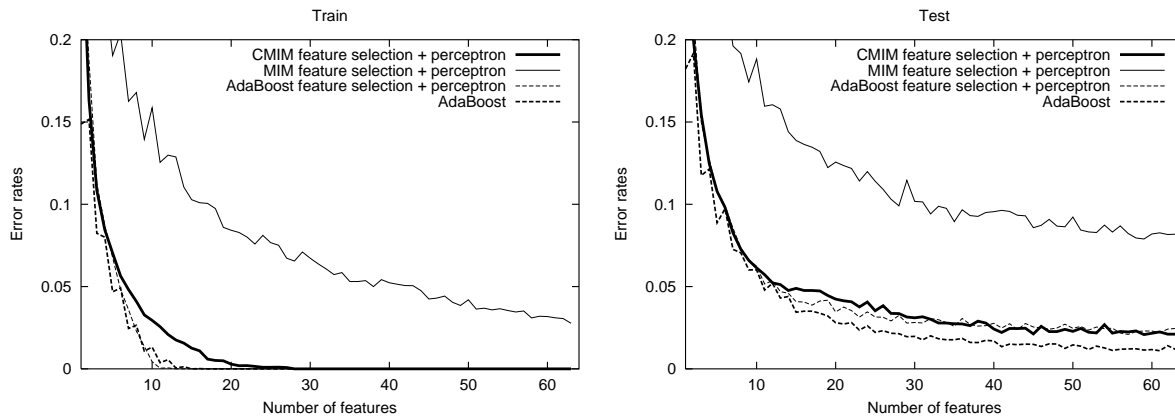 Train
Error rates
0.2
0.15
0.1
0.05
0
CMIM feature selection + perceptron
MIM feature selection + perceptron
AdaBoost feature selection + perceptron
AdaBoost
10 20 30 40 50 60
Number of features
Test
Error rates
0.2
0.15
0.1
0.05
0
CMIM feature selection + perceptron
MIM feature selection + perceptron
AdaBoost feature selection + perceptron
AdaBoost
10 20 30 40 50 60
Number of features